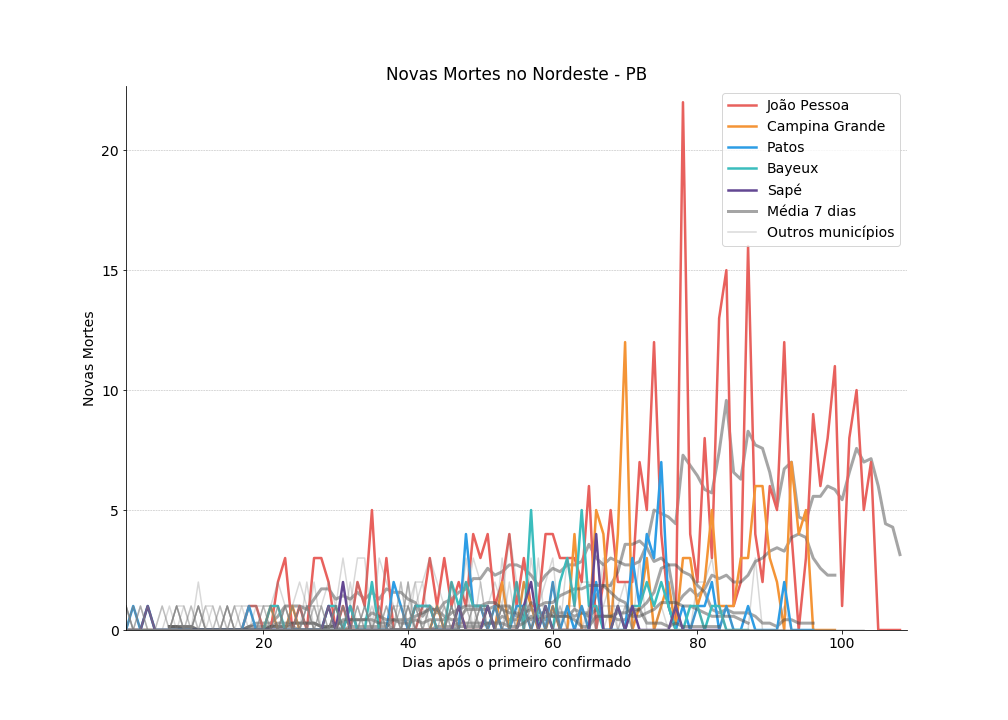 Novas Mortes no Nordeste - PB
João Pessoa
Campina Grande
Patos
Bayeux
Sapé
Média 7 dias
Outros municípios
Novas Mortes
20
15
10
5
0
20 40 60 80 100
Dias após o primeiro confirmado